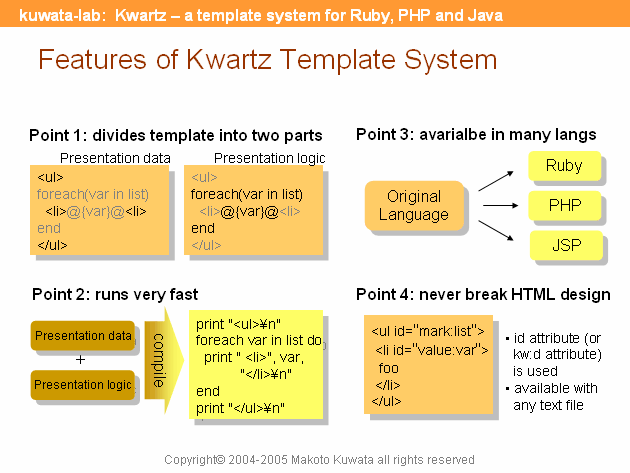 kuwata-lab: Kwartz – a template system for Ruby, PHP and Java
Features of Kwartz Template System
Point 1: divides template into two parts
Presentation data
<ul>
foreach(var in list)
<li>@{var}@<li>
end
</ul>
Presentation logic
<ul>
foreach(var in list)
<li>@{var}@<li>
end
</ul>
Point 3: avarialbe in many langs
Original
Language
Ruby
PHP
JSP
Point 2: runs very fast
Presentation data
+
Presentation logic
compile
print "<ul>¥n"
foreach var in list do
print " <li>", var,
"</li>¥n"
end
print "</ul>¥n"
Point 4: never break HTML design
<ul id="mark:list">
<li id="value:var">
foo
</li>
</ul>
• id attribute (or
kw:d attribute)
is used
• available with
any text file
Copyright© 2004-2005 Makoto Kuwata all rights reserved